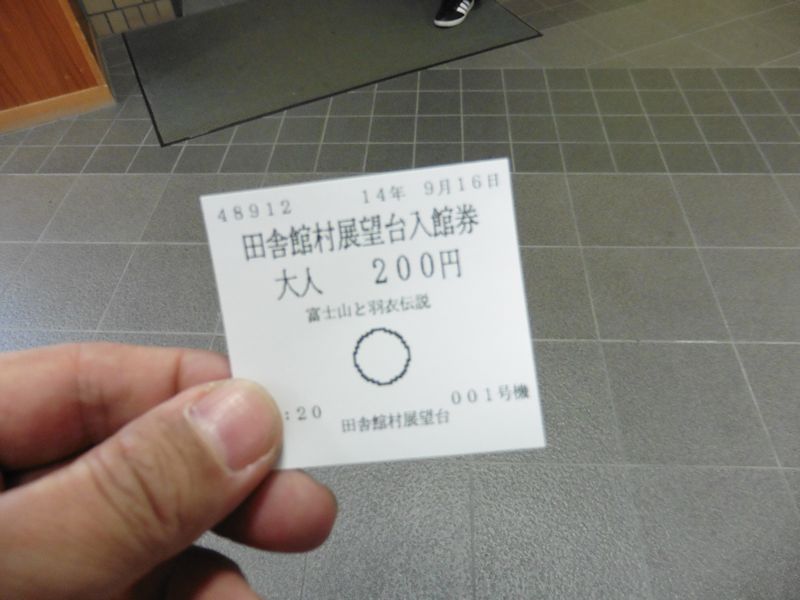 48912 14年 9月16日
田舎館村展望台入館券
大人 200円
富士山と羽衣伝説
:20 001号機
田舎館村展望台